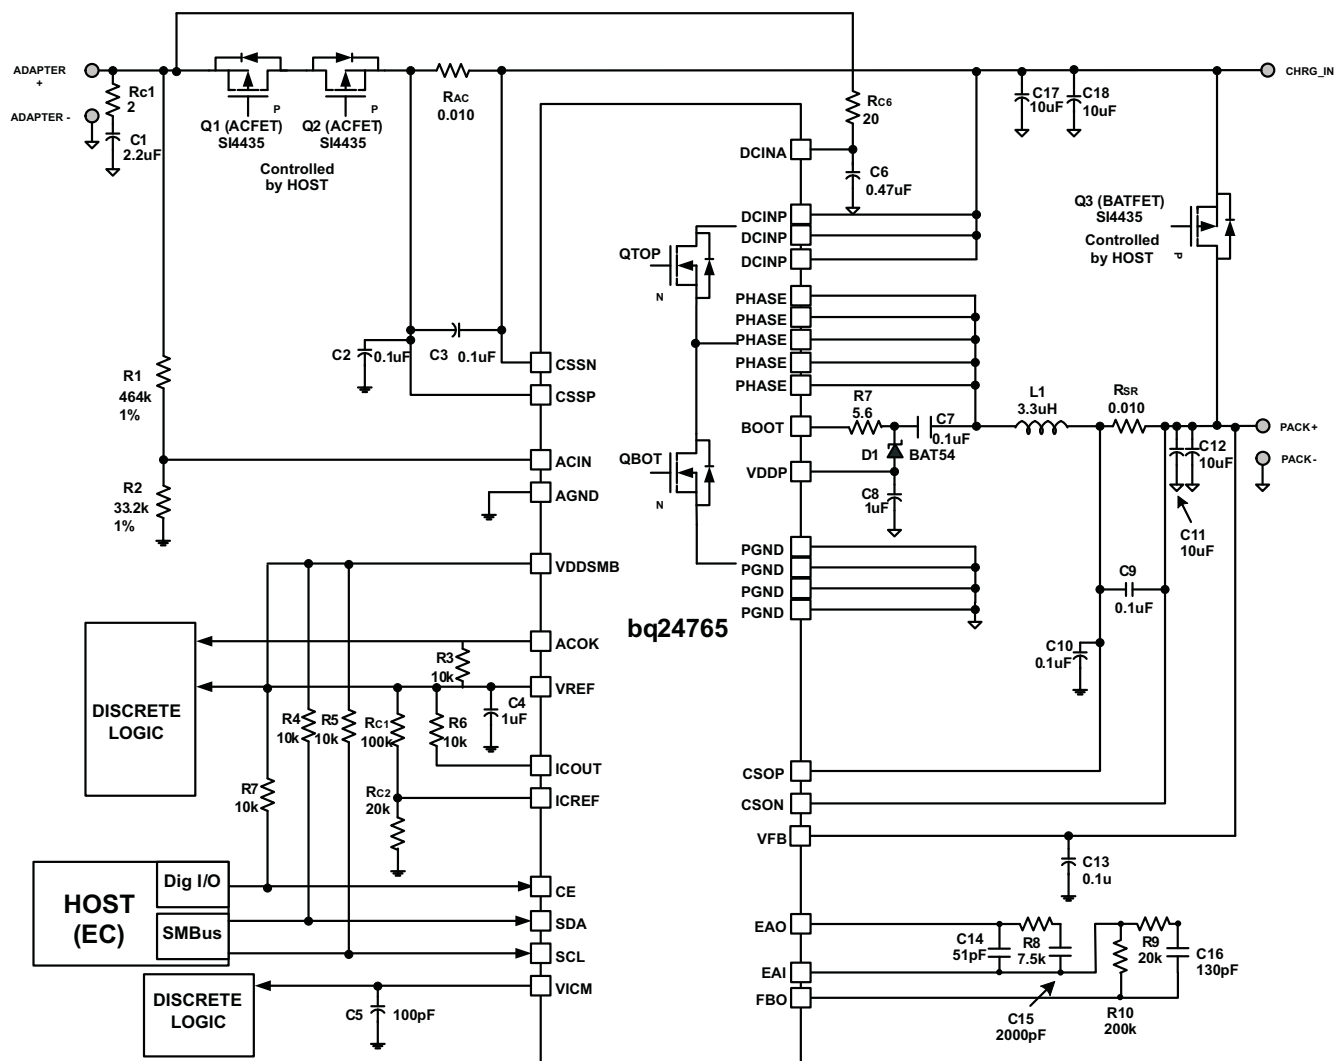 ADAPTER
+
ADAPTER -
Rc1
2
C1
2.2uF
Q1 (ACFET)
SI4435
P
Q2 (ACFET)
SI4435
P
Controlled
by HOST
RAC
0.010
RC6
20
C17
10uF
C18
10uF
CHRG_IN
DCINA
C6
0.47uF
DCINP
DCINP
DCINP
Q3 (BATFET)
SI4435
Controlled
by HOST
P
QTOP
N
PHASE
PHASE
PHASE
PHASE
PHASE
C2
0.1uF
C3
0.1uF
CSSN
CSSP
R1
464k
1%
R7
5.6
BOOT
C7
0.1uF
L1
3.3uH
RSR
0.010
PACK+
PACK-
C12
10uF
C11
10uF
D1
BAT54
VDDP
C8
1uF
QBOT
N
ACIN
AGND
R2
33.2k
1%
PGND
PGND
PGND
PGND
VDDSMB
bq24765
C9
0.1uF
C10
0.1uF
ACOK
R3
10k
VREF
C4
1uF
DISCRETE
LOGIC
R4
10k
R5
10k
RC1
100k
R6
10k
ICOUT
R7
10k
RC2
20k
ICREF
CSOP
CSON
VFB
C13
0.1u
HOST
(EC)
Dig I/O
SMBus
CE
SDA
SCL
VICM
DISCRETE
LOGIC
C5
100pF
EAO
EAI
FBO
C14
51pF
R8
7.5k
C15
2000pF
R9
20k
C16
130pF
R10
200k